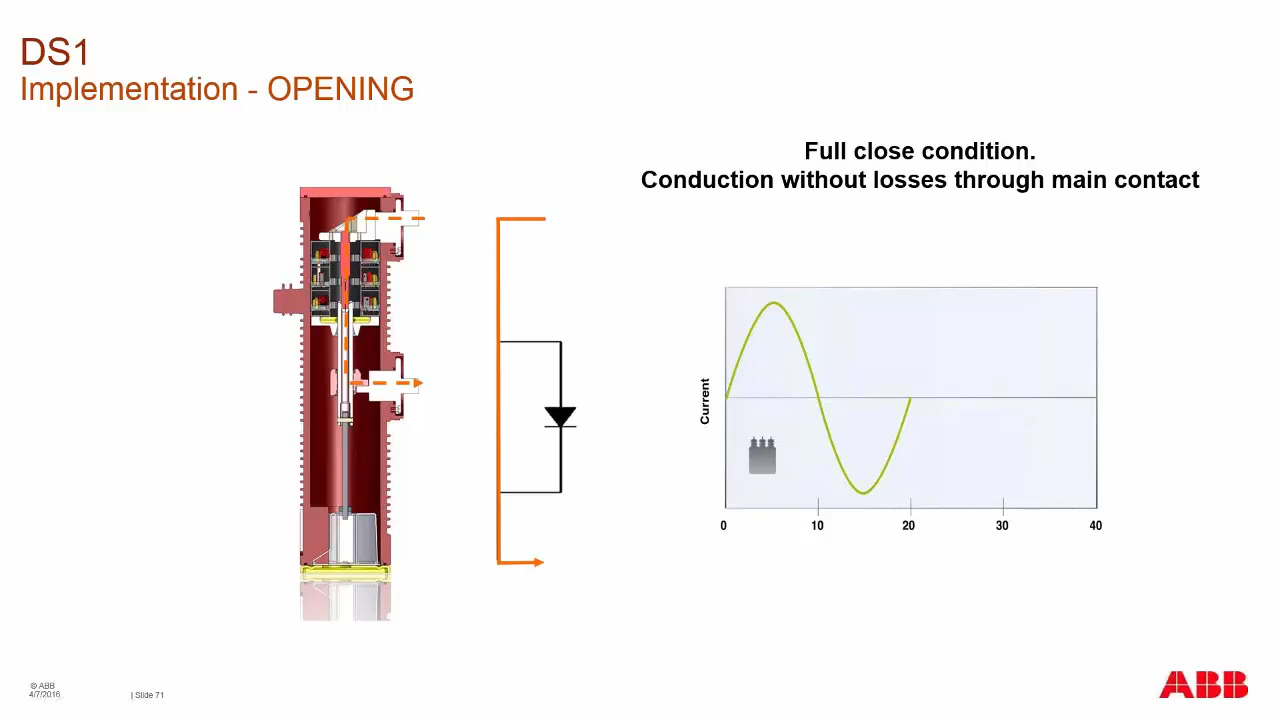 DS1
Implementation - OPENING
Full close condition.
Conduction without losses through main contact
Current
0 10 20 30 40
© ABB
4/7/2016
| Slide 71
ABB